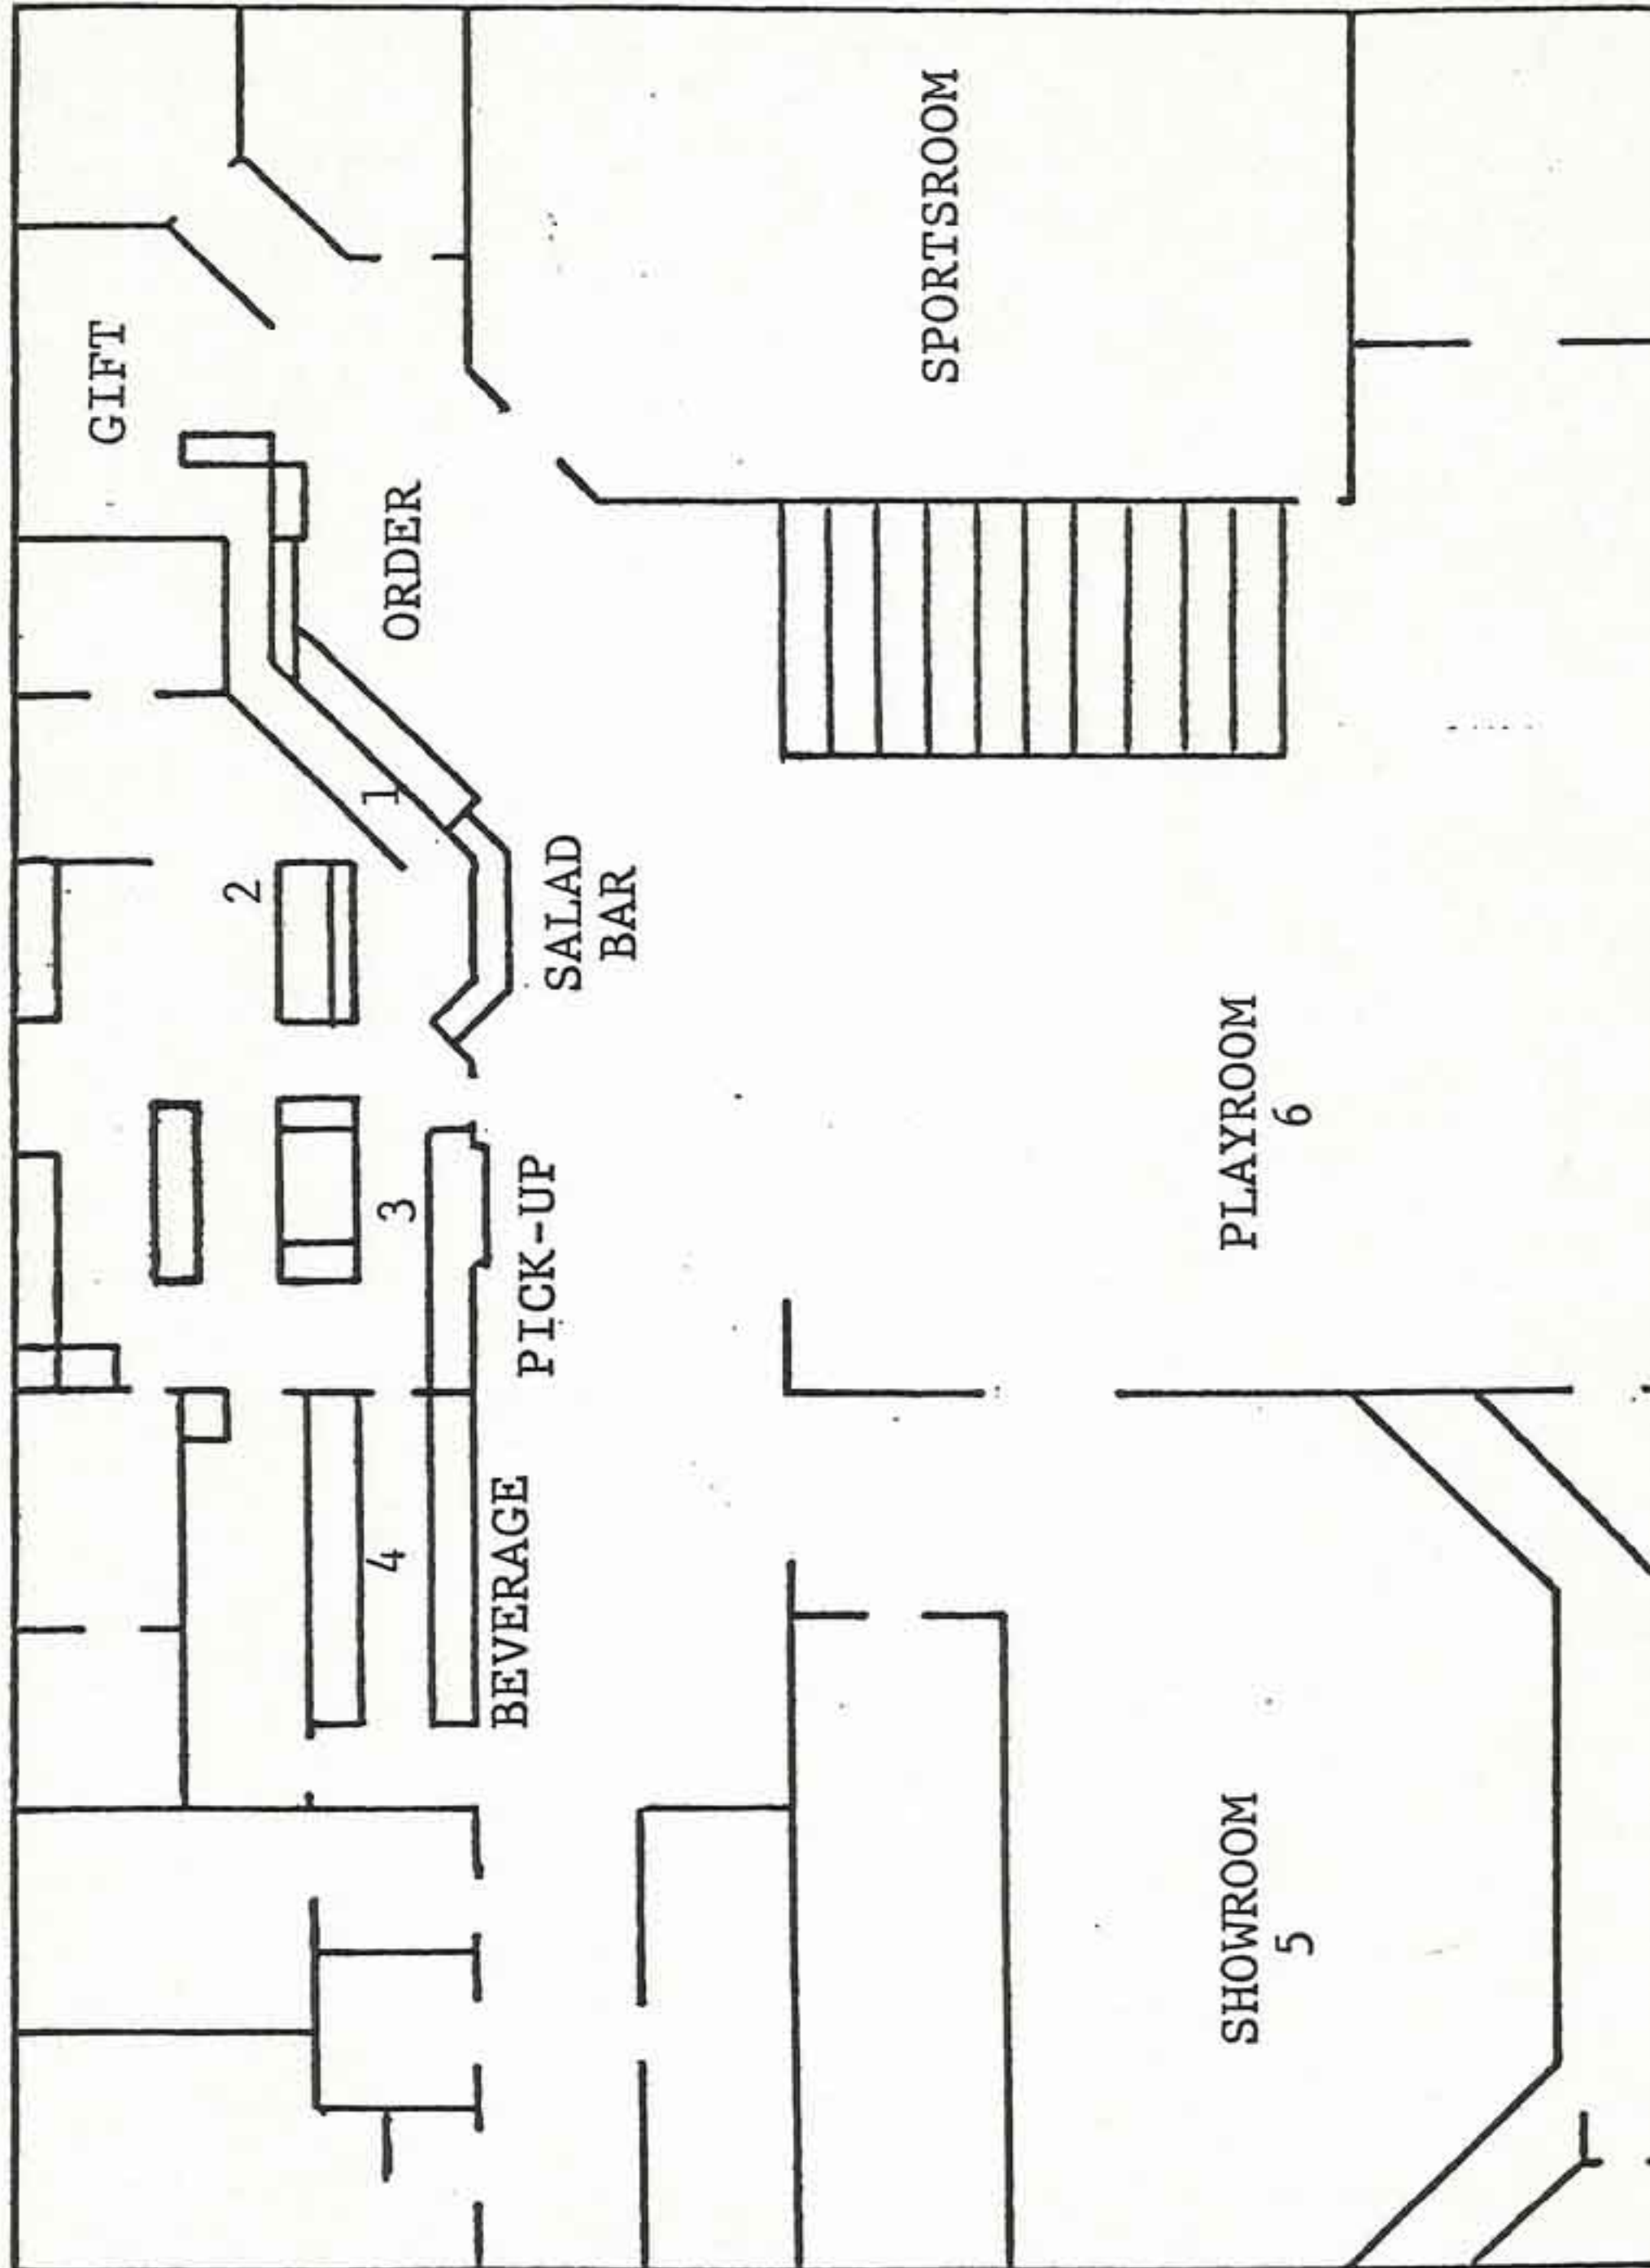 GIFT
2
4
3
1
ORDER
BEVERAGE
PICK-UP
SALAD
BAR
SPORTSROOM
SHOWROOM
5
PLAYROOM
6